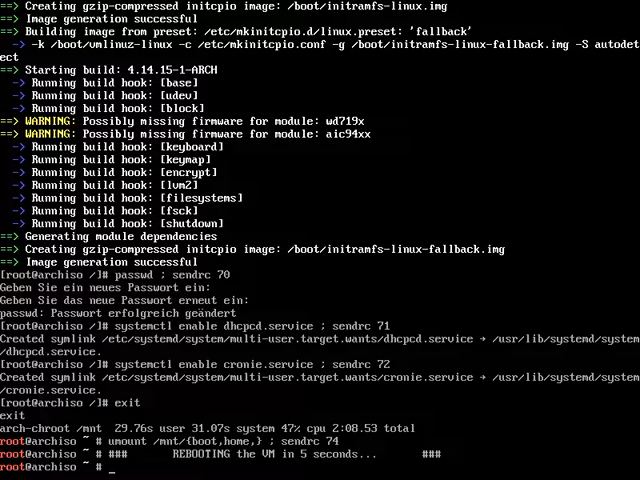 ==> Creating gzip-compressed initcpio image: /boot/initramfs-linux.img
==> Image generation successful
==> Building image from preset: /etc/mkinitcpio.d/linux.preset: 'fallback'
  -> -k /boot/vmlinuz-linux -c /etc/mkinitcpio.conf -g /boot/initramfs-linux-fallback.img -S autodet
ect
==> Starting build: 4.14.15-1-ARCH
  -> Running build hook: [base]
  -> Running build hook: [udev]
  -> Running build hook: [block]
==> WARNING: Possibly missing firmware for module: wd719x
==> WARNING: Possibly missing firmware for module: aic94xx
  -> Running build hook: [keyboard]
  -> Running build hook: [keymap]
  -> Running build hook: [encrypt]
  -> Running build hook: [lvm2]
  -> Running build hook: [filesystems]
  -> Running build hook: [fsck]
  -> Running build hook: [shutdown]
==> Generating module dependencies
==> Creating gzip-compressed initcpio image: /boot/initramfs-linux-fallback.img
==> Image generation successful
[root@archiso /]# passwd ; sendrc 70
Geben Sie ein neues Passwort ein:
Geben Sie das neue Passwort erneut ein:
passwd: Passwort erfolgreich geändert
[root@archiso /]# systemctl enable dhcpcd.service ; sendrc 71
Created symlink /etc/systemd/system/multi-user.target.wants/dhcpcd.service → /usr/lib/systemd/system
/dhcpcd.service.
[root@archiso /]# systemctl enable cronie.service ; sendrc 72
Created symlink /etc/systemd/system/multi-user.target.wants/cronie.service → /usr/lib/systemd/system
/cronie.service.
[root@archiso /]# exit
exit
arch-chroot /mnt  29.76s user 31.07s system 47% cpu 2:08.53 total
root@archiso ~ # umount /mnt/{boot,home,} ; sendrc 74
root@archiso ~ # ###       REBOOTING the VM in 5 seconds...       ###
root@archiso ~ # _